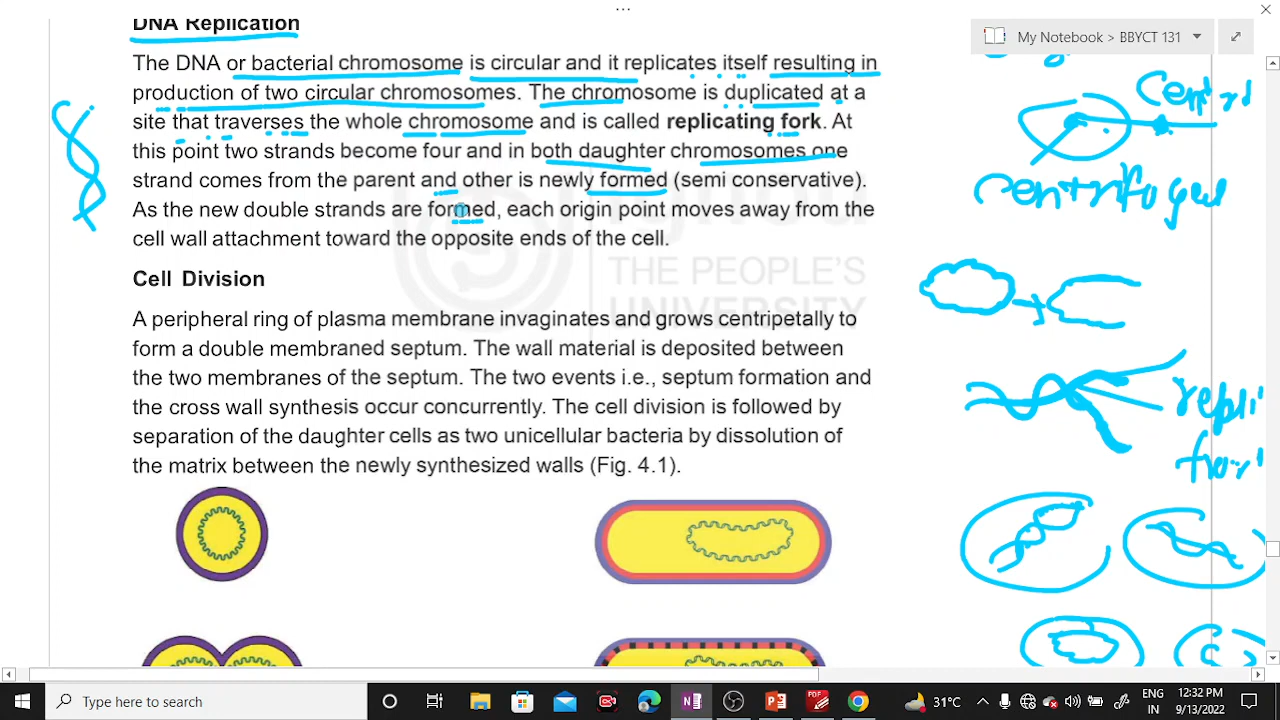 ...
My Notebook > BBYCT 131
DNA Replication
The DNA or bacterial chromosome is circular and it replicates itself resulting in
production of two circular chromosomes. The chromosome is duplicated at a
site that traverses the whole chromosome and is called replicating fork. At
this point two strands become four and in both daughter chromosomes one
strand comes from the parent and other is newly formed (semi conservative).
As the new double strands are formed, each origin point moves away from the
cell wall attachment toward the opposite ends of the cell.
THE PEOPLE'S
UNIVERSITY
Cell Division
A peripheral ring of plasma membrane invaginates and grows centripetally to
form a double membraned septum. The wall material is deposited between
the two membranes of the septum. The two events i.e., septum formation and
the cross wall synthesis occur concurrently. The cell division is followed by
separation of the daughter cells as two unicellular bacteria by dissolution of
the matrix between the newly synthesized walls (Fig. 4.1).
repli
Type here to search
31°C
ENG
IN
12:32 PM
9/13/2022